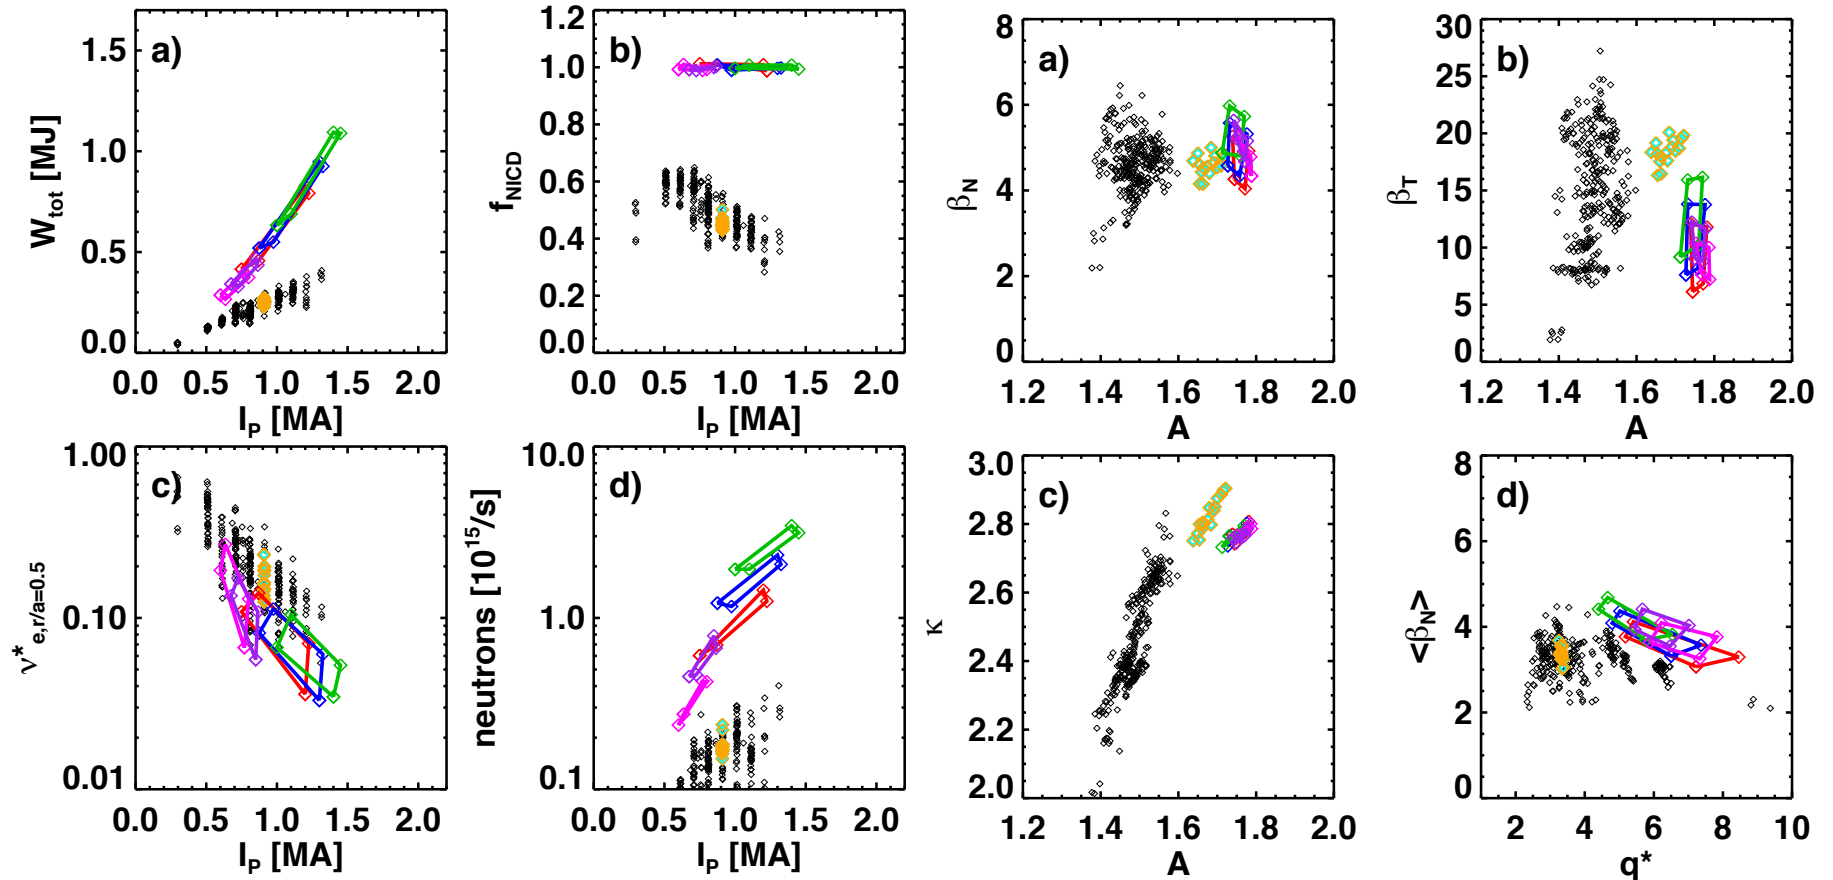 a)
W_tot [MJ]
1.5
1.0
0.5
0.0
0.0 0.5 1.0 1.5 2.0
I_P [MA]
b)
f_NICD
1.2
1.0
0.8
0.6
0.4
0.2
0.0
0.0 0.5 1.0 1.5 2.0
I_P [MA]
a)
β_N
8
6
4
2
0
1.2 1.4 1.6 1.8 2.0
A
b)
β_T
30
25
20
15
10
5
0
1.2 1.4 1.6 1.8 2.0
A
c)
ν*_e,r/a=0.5
1.00
0.10
0.01
0.0 0.5 1.0 1.5 2.0
I_P [MA]
d)
neutrons [10^15/s]
10.0
1.0
0.1
0.0 0.5 1.0 1.5 2.0
I_P [MA]
c)
κ
3.0
2.8
2.6
2.4
2.2
2.0
1.2 1.4 1.6 1.8 2.0
A
d)
<β_N>
8
6
4
2
0
2 4 6 8 10
q*